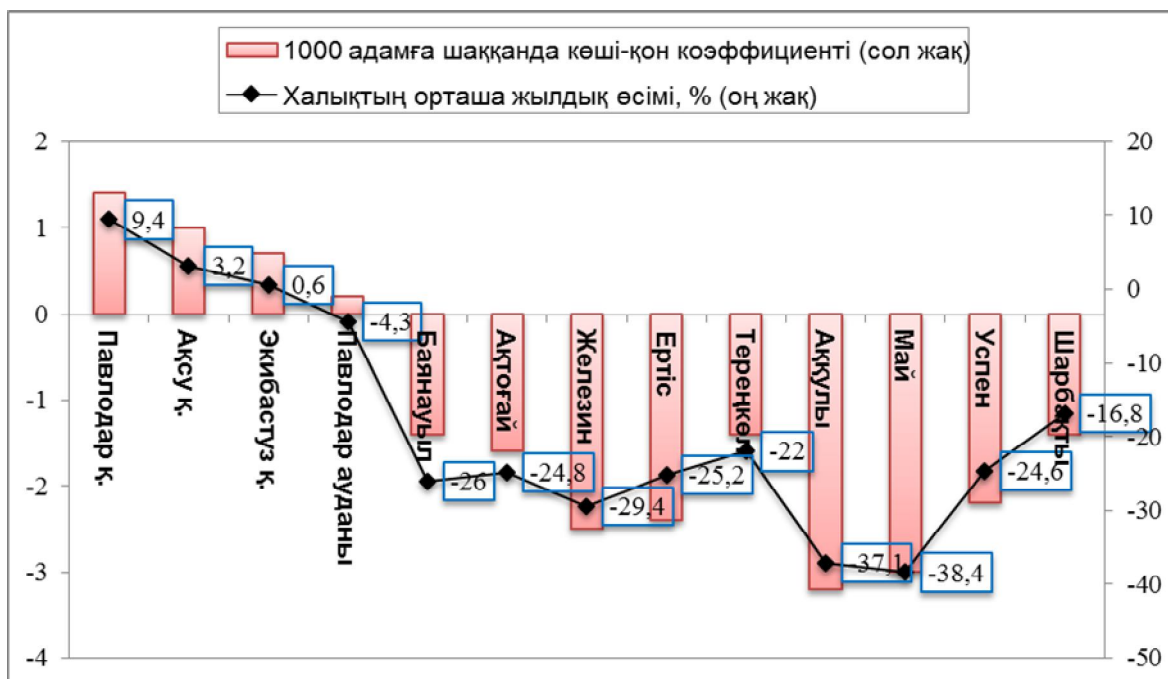 1000 адамға шаққанда көші-қон коэффициенті (сол жақ)
Халықтың орташа жылдық өсімі, % (оң жақ)
2
1
0
-1
-2
-3
-4
20
10
0
-10
-20
-30
-40
-50
9,4
3,2
0,6
-4,3
-26
-24,8
-29,4
-25,2
-22
-37,1
-38,4
-24,6
-16,8
Павлодар қ.
Ақсу қ.
Экибастуз қ.
Павлодар ауданы
Баянауыл
Ақтоғай
Железин
Ертіс
Тереңкөл
Аққулы
Май
Успен
Шарбақты